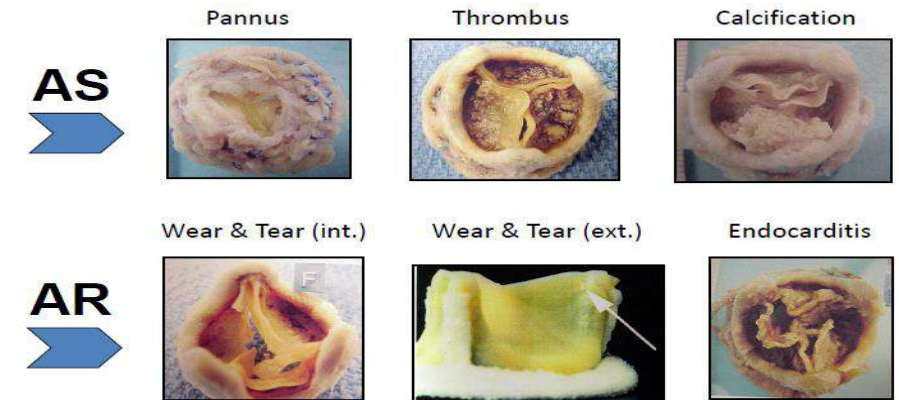 Pannus
Thrombus
Calcification
AS
Wear & Tear (int.)
Wear & Tear (ext.)
Endocarditis
AR
F